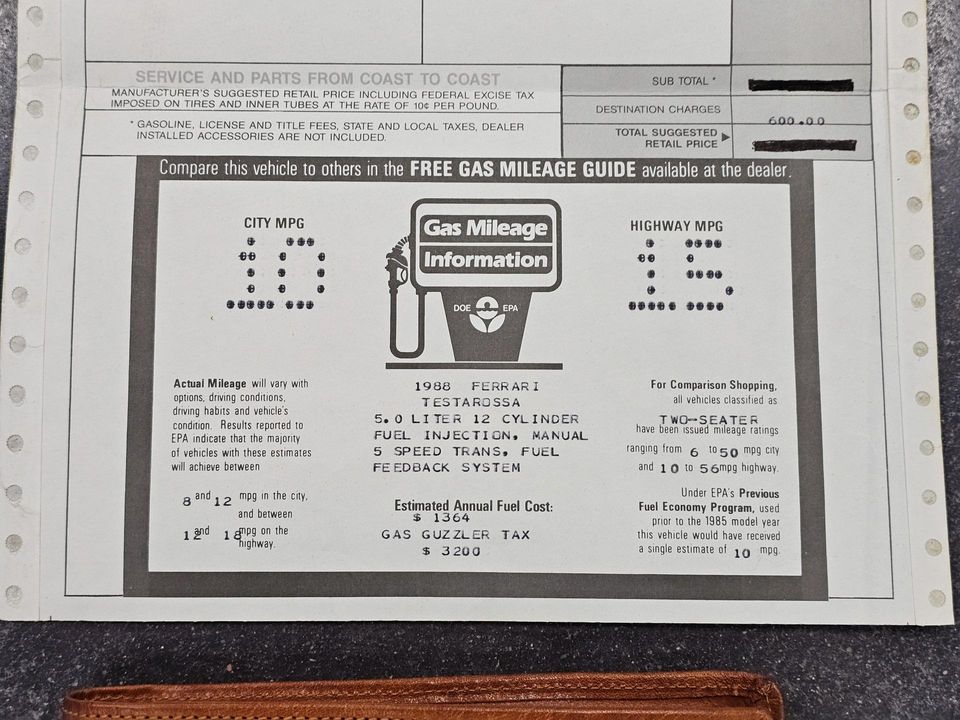 SERVICE AND PARTS FROM COAST TO COAST
MANUFACTURER'S SUGGESTED RETAIL PRICE INCLUDING FEDERAL EXCISE TAX
IMPOSED ON TIRES AND INNER TUBES AT THE RATE OF 10¢ PER POUND.
* GASOLINE, LICENSE AND TITLE FEES, STATE AND LOCAL TAXES, DEALER
INSTALLED ACCESSORIES ARE NOT INCLUDED.
SUB TOTAL *
DESTINATION CHARGES 600.00
TOTAL SUGGESTED
RETAIL PRICE ▶
Compare this vehicle to others in the FREE GAS MILEAGE GUIDE available at the dealer.
CITY MPG
10
Gas Mileage
Information
DOE EPA
HIGHWAY MPG
15
Actual Mileage will vary with
options, driving conditions,
driving habits and vehicle's
condition. Results reported to
EPA indicate that the majority
of vehicles with these estimates
will achieve between
8 and 12 mpg in the city,
and between
12 and 18 mpg on the
highway.
1988 FERRARI
TESTAROSSA
5.0 LITER 12 CYLINDER
FUEL INJECTION, MANUAL
5 SPEED TRANS, FUEL
FEEDBACK SYSTEM
Estimated Annual Fuel Cost:
$ 1364
GAS GUZZLER TAX
$ 3200
For Comparison Shopping,
all vehicles classified as
TWO-SEATER
have been issued mileage ratings
ranging from 6 to 50 mpg city
and 10 to 56 mpg highway.
Under EPA's Previous
Fuel Economy Program, used
prior to the 1985 model year
this vehicle would have received
a single estimate of 10 mpg.